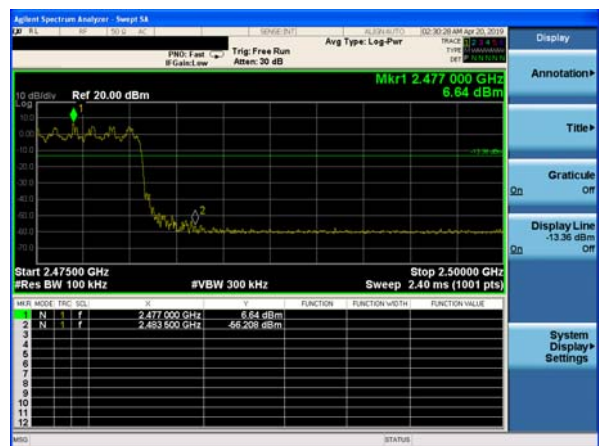 Agilent Spectrum Analyzer - Swept SA
RL RF 50 Ω AC SENSE:INT ALIGN AUTO 02:30:28 AM Apr 20, 2019
Avg Type: Log-Pwr
TRACE 1 2 3 4 5 6
TYPE
DET P N N N N N
PNO: Fast Trig: Free Run
IFGain:Low Atten: 30 dB
Mkr1 2.477 000 GHz
6.64 dBm
10 dB/div Ref 20.00 dBm
Log
1
10.0
0.00
-10.0
-13.36 dBm
-20.0
-30.0
-40.0
-50.0
2
-60.0
-70.0
Start 2.47500 GHz Stop 2.50000 GHz
#Res BW 100 kHz #VBW 300 kHz Sweep 2.40 ms (1001 pts)
MKR MODE TRC SCL X Y FUNCTION FUNCTION WIDTH FUNCTION VALUE
1 N 1 f 2.477 000 GHz 6.64 dBm
2 N 1 f 2.483 500 GHz -56.208 dBm
3
4
5
6
7
8
9
10
11
12
MSG STATUS
Display
Annotation
Title
Graticule
On Off
Display Line
-13.36 dBm
On Off
System
Display
Settings